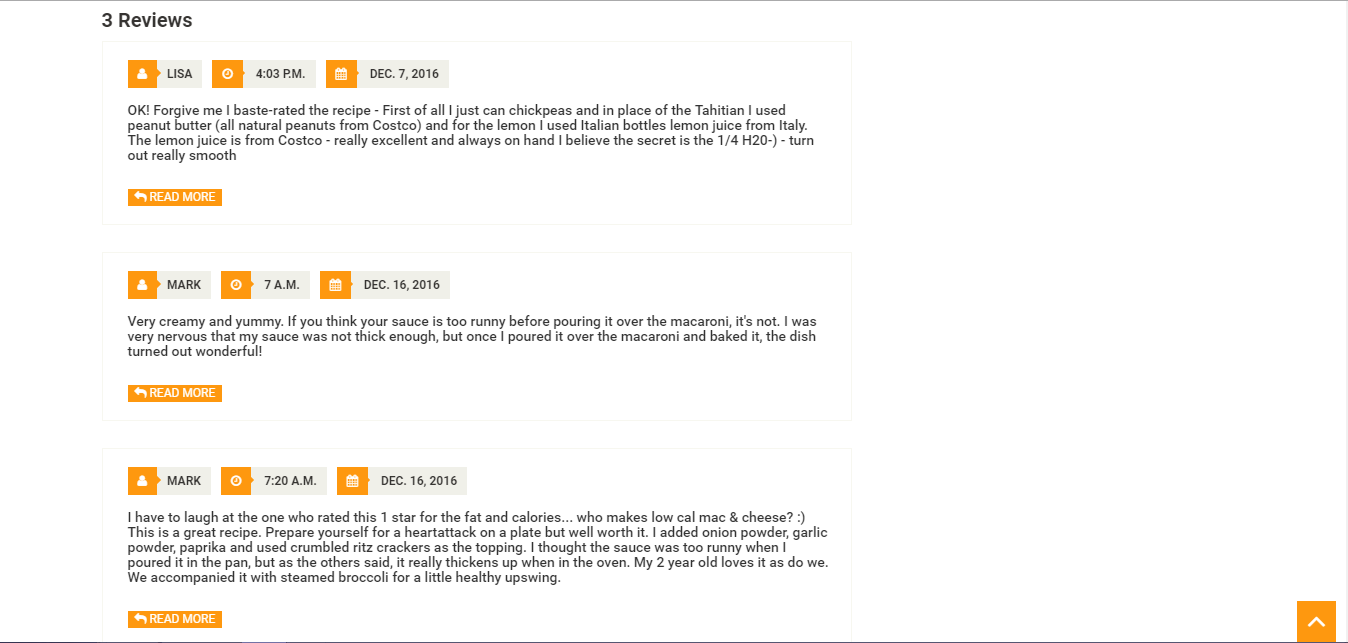 3 Reviews
LISA 4:03 P.M. DEC. 7, 2016
OK! Forgive me I baste-rated the recipe - First of all I just can chickpeas and in place of the Tahitian I used
peanut butter (all natural peanuts from Costco) and for the lemon I used Italian bottles lemon juice from Italy.
The lemon juice is from Costco - really excellent and always on hand I believe the secret is the 1/4 H20-) - turn
out really smooth
READ MORE
MARK 7 A.M. DEC. 16, 2016
Very creamy and yummy. If you think your sauce is too runny before pouring it over the macaroni, it's not. I was
very nervous that my sauce was not thick enough, but once I poured it over the macaroni and baked it, the dish
turned out wonderful!
READ MORE
MARK 7:20 A.M. DEC. 16, 2016
I have to laugh at the one who rated this 1 star for the fat and calories... who makes low cal mac & cheese? :)
This is a great recipe. Prepare yourself for a heartattack on a plate but well worth it. I added onion powder, garlic
powder, paprika and used crumbled ritz crackers as the topping. I thought the sauce was too runny when I
poured it in the pan, but as the others said, it really thickens up when in the oven. My 2 year old loves it as do we.
We accompanied it with steamed broccoli for a little healthy upswing.
READ MORE